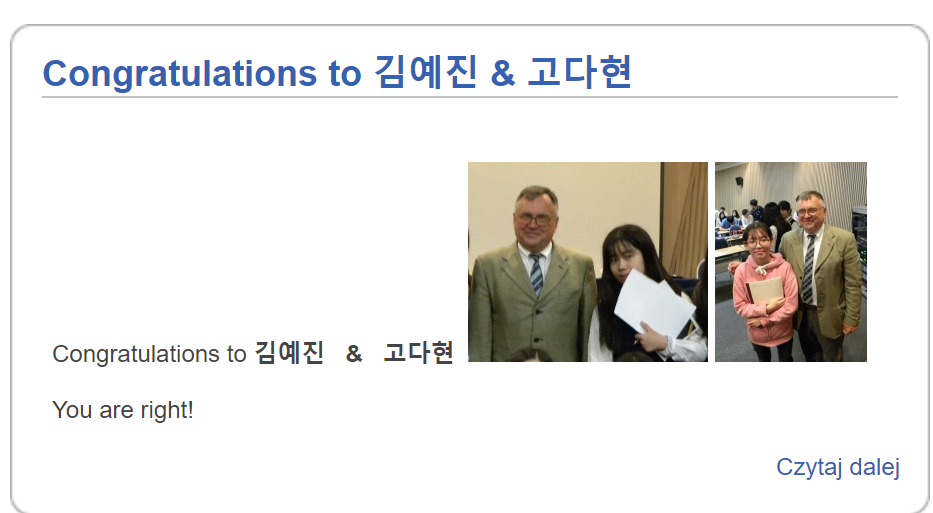 Congratulations to 김예진 & 고다현
Congratulations to 김예진 & 고다현
You are right!
Czytaj dalej